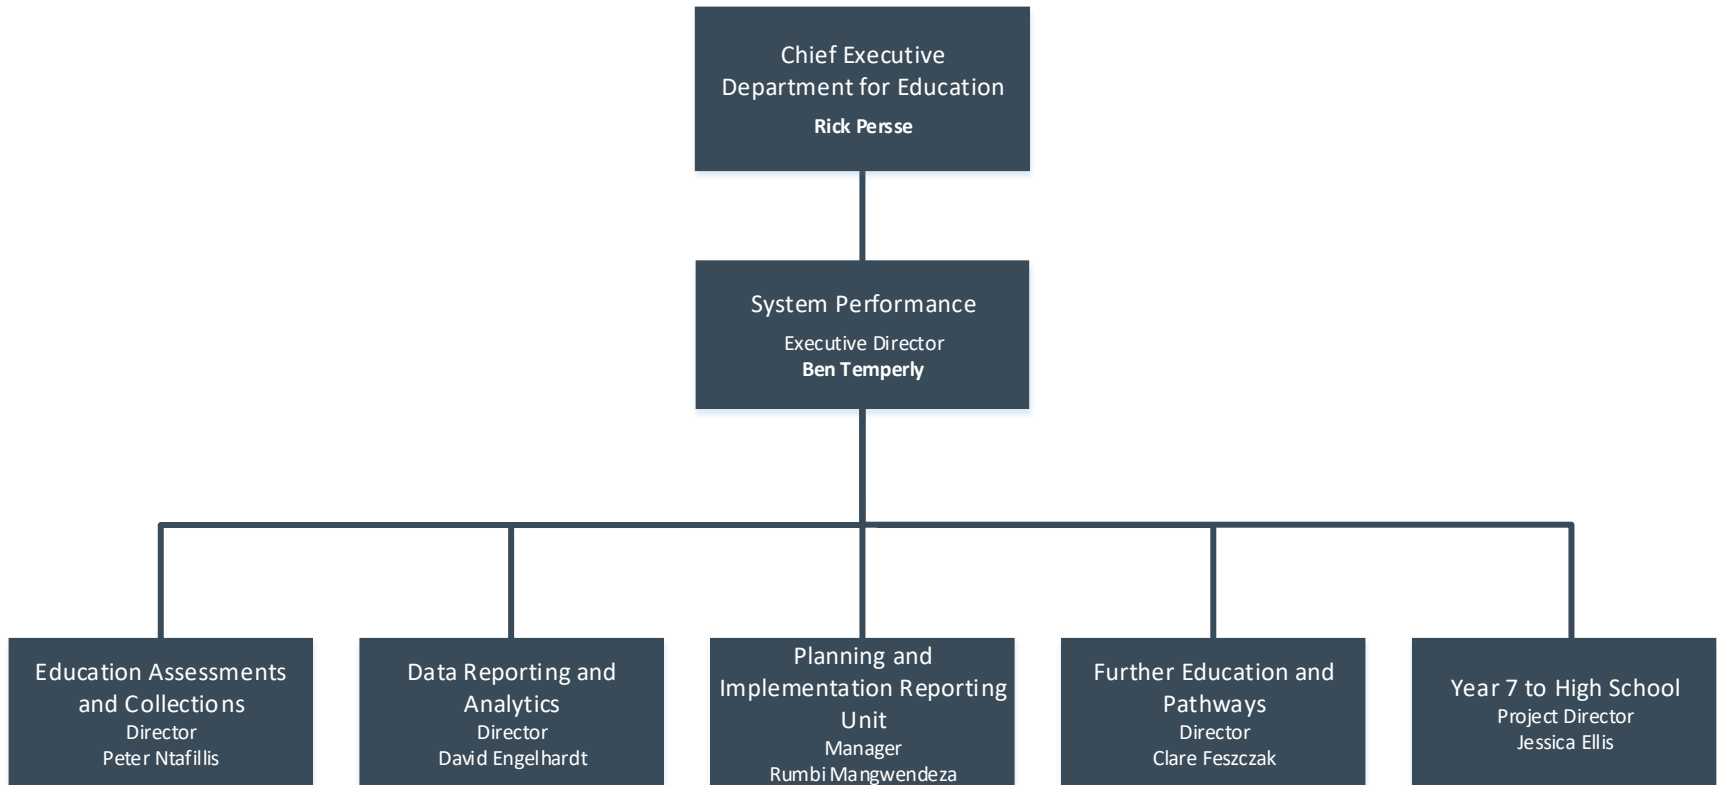 Chief Executive
Department for Education
Rick Persse
System Performance
Executive Director
Ben Temperly
Education Assessments
and Collections
Director
Peter Ntafillis
Data Reporting and
Analytics
Director
David Engelhardt
Planning and
Implementation Reporting
Unit
Manager
Rumbi Mangwendeza
Further Education and
Pathways
Director
Clare Feszczak
Year 7 to High School
Project Director
Jessica Ellis